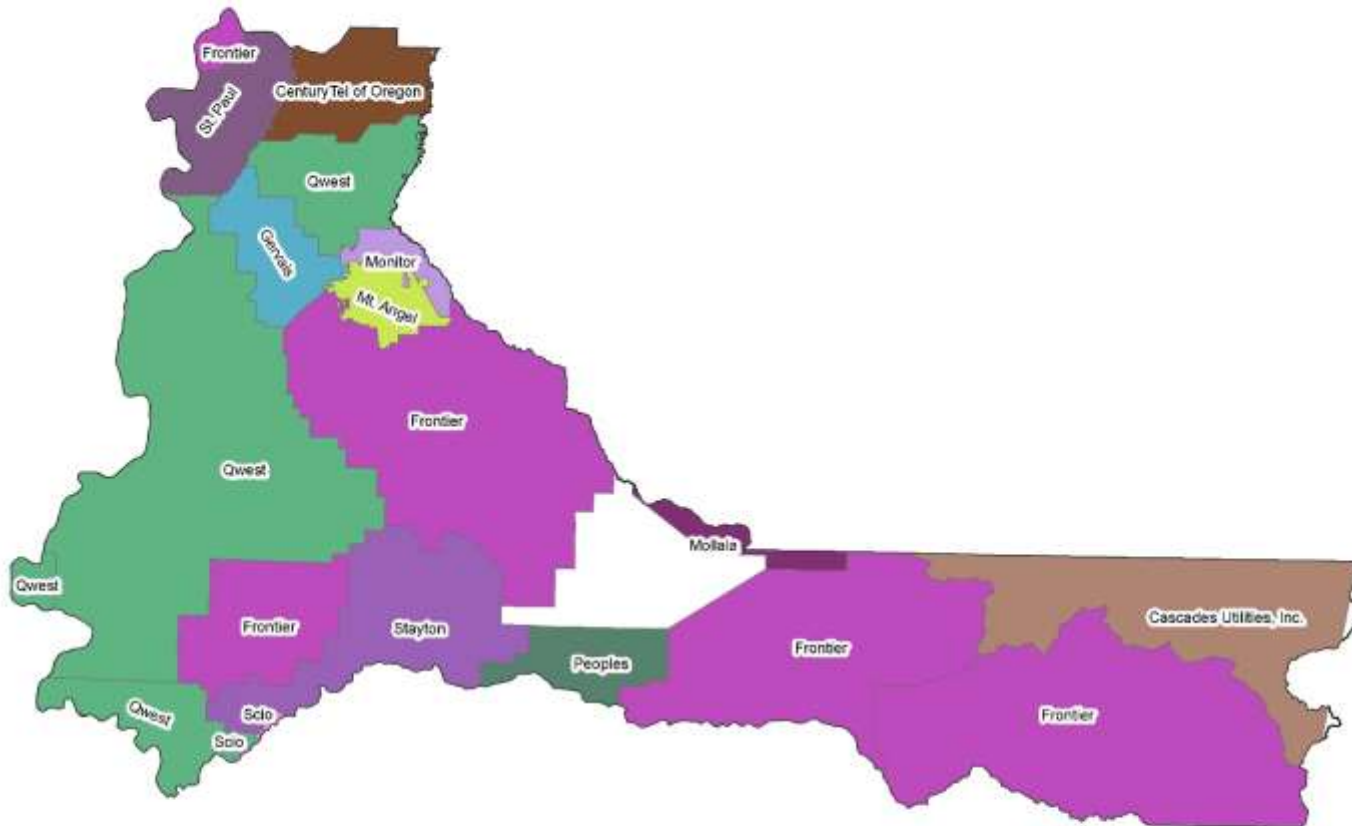 Frontier
St. Paul
CenturyTel of Oregon
Qwest
Gervais
Monitor
Mt. Angel
Frontier
Qwest
Mollala
Qwest
Frontier
Stayton
Peoples
Frontier
Cascades Utilities, Inc.
Qwest
Scio
Scio
Frontier